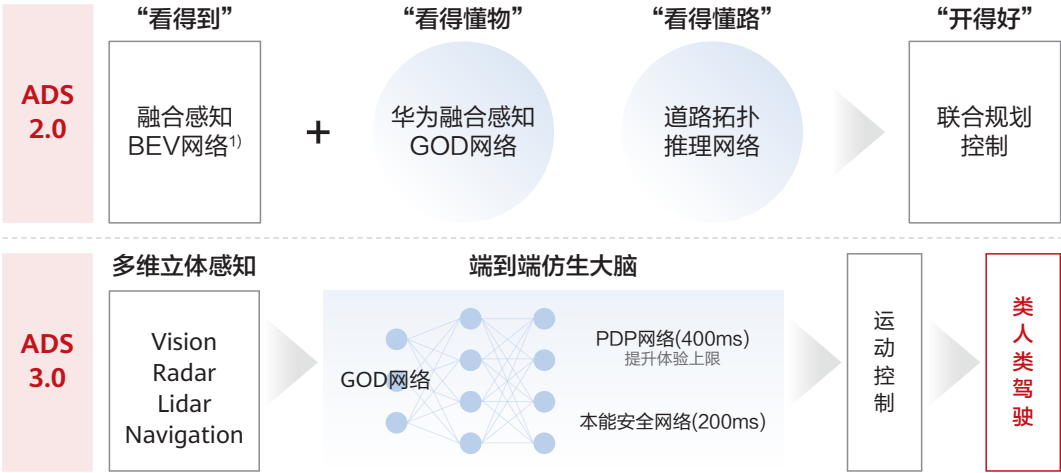 “看得到”
“看得懂物”
“看得懂路”
“开得好”
ADS
2.0
融合感知
BEV网络1)
+
华为融合感知
GOD网络
道路拓扑
推理网络
联合规划
控制
多维立体感知
端到端仿生大脑
ADS
3.0
Vision
Radar
Lidar
Navigation
GOD网络
PDP网络(400ms)
提升体验上限
本能安全网络(200ms)
运动控制
类人类驾驶